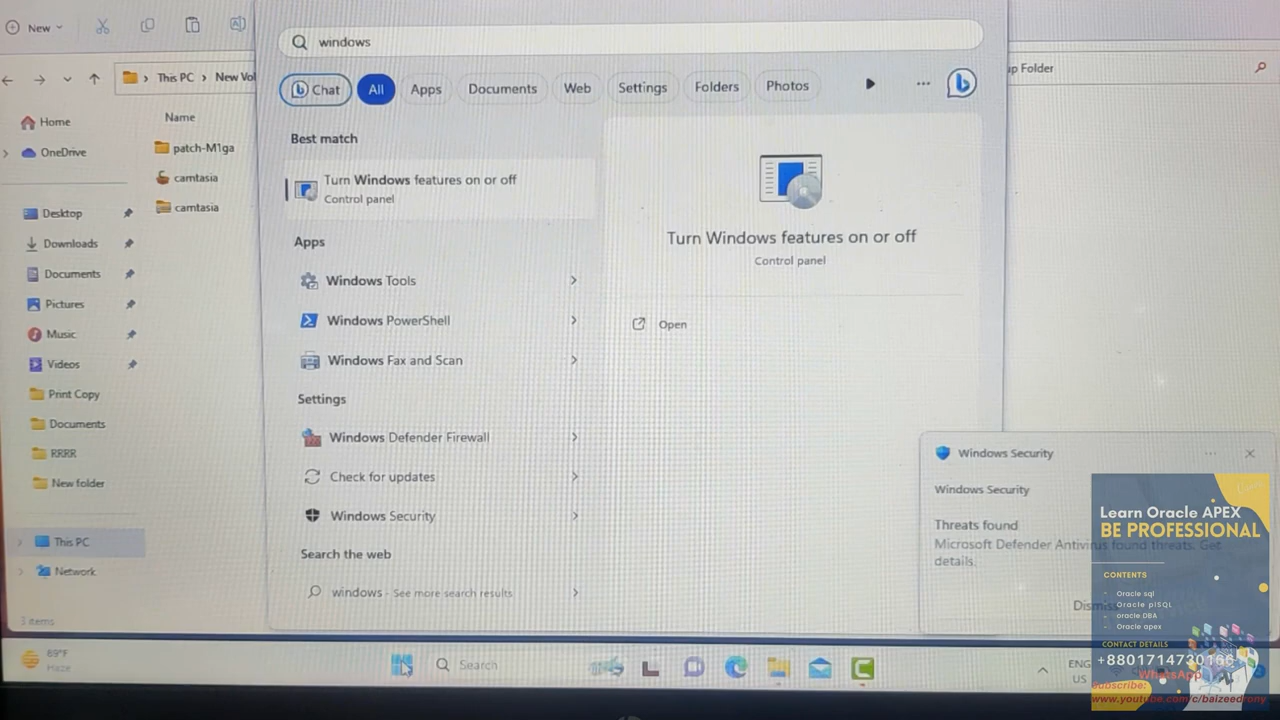 New
This PC > New Vol
Home
OneDrive
Desktop
Downloads
Documents
Pictures
Music
Videos
Print Copy
Documents
RRRR
New folder
This PC
Network
3 items
Name
patch-M1ga
camtasia
camtasia
windows
Chat
All
Apps
Documents
Web
Settings
Folders
Photos
Best match
Turn Windows features on or off
Control panel
Apps
Windows Tools
Windows PowerShell
Windows Fax and Scan
Settings
Windows Defender Firewall
Check for updates
Windows Security
Search the web
windows - See more search results
Turn Windows features on or off
Control panel
Open
up Folder
Windows Security
Windows Security
Threats found
Microsoft Defender Antivirus found threats. Get
details.
Learn Oracle APEX
BE PROFESSIONAL
CONTENTS
Oracle sql
Oracle plSQL
oracle DBA
Oracle apex
CONTACT DETAILS
WhatsApp
Subscribe:
www.youtube.com/c/baizeedrony
89°F
Haze
Search
ENG
US